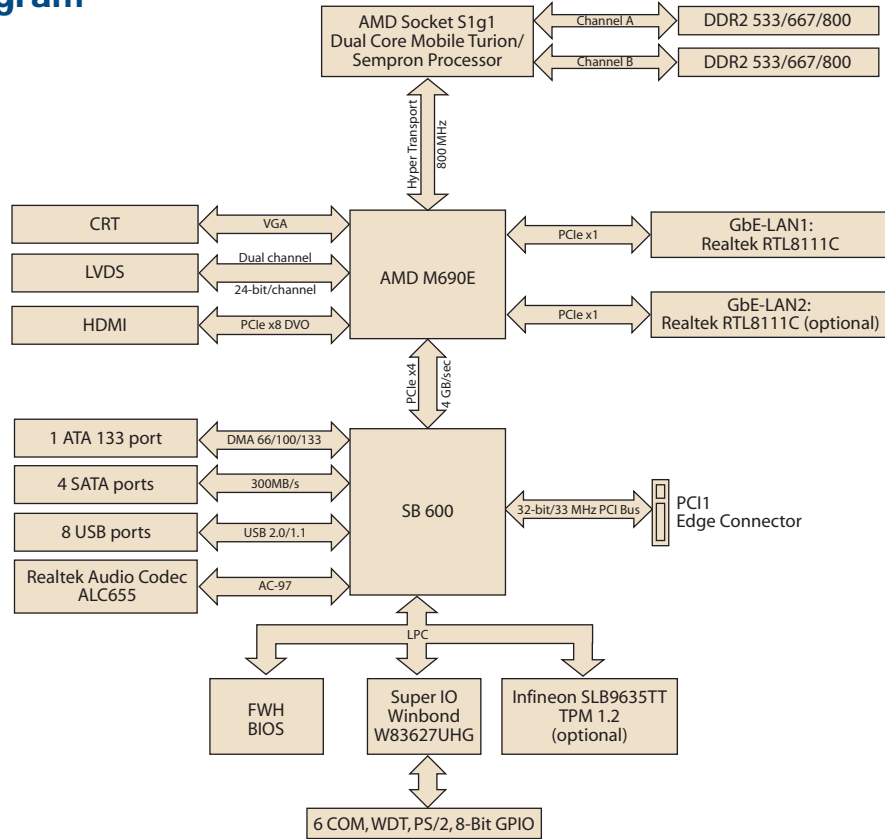 gram
AMD Socket S1g1
Dual Core Mobile Turion/
Sempron Processor
Channel A
DDR2 533/667/800
Channel B
DDR2 533/667/800
Hyper Transport
800 MHz
CRT
VGA
LVDS
Dual channel
24-bit/channel
HDMI
PCIe x8 DVO
AMD M690E
PCIe x1
GbE-LAN1:
Realtek RTL8111C
PCIe x1
GbE-LAN2:
Realtek RTL8111C (optional)
PCIe x4
4 GB/sec
1 ATA 133 port
DMA 66/100/133
4 SATA ports
300MB/s
8 USB ports
USB 2.0/1.1
Realtek Audio Codec
ALC655
AC-97
SB 600
32-bit/33 MHz PCI Bus
PCI1
Edge Connector
LPC
FWH
BIOS
Super IO
Winbond
W83627UHG
Infineon SLB9635TT
TPM 1.2
(optional)
6 COM, WDT, PS/2, 8-Bit GPIO